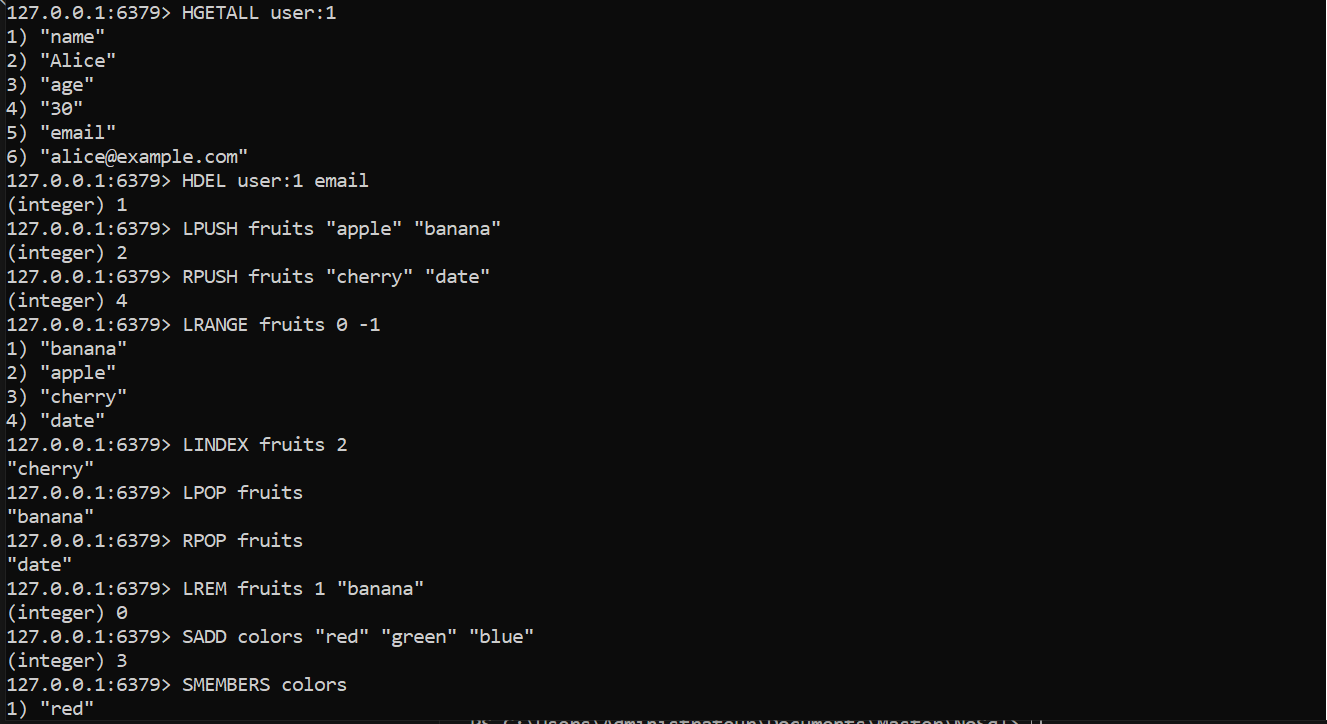 127.0.0.1:6379> HGETALL user:1
1) "name"
2) "Alice"
3) "age"
4) "30"
5) "email"
6) "alice@example.com"
127.0.0.1:6379> HDEL user:1 email
(integer) 1
127.0.0.1:6379> LPUSH fruits "apple" "banana"
(integer) 2
127.0.0.1:6379> RPUSH fruits "cherry" "date"
(integer) 4
127.0.0.1:6379> LRANGE fruits 0 -1
1) "banana"
2) "apple"
3) "cherry"
4) "date"
127.0.0.1:6379> LINDEX fruits 2
"cherry"
127.0.0.1:6379> LPOP fruits
"banana"
127.0.0.1:6379> RPOP fruits
"date"
127.0.0.1:6379> LREM fruits 1 "banana"
(integer) 0
127.0.0.1:6379> SADD colors "red" "green" "blue"
(integer) 3
127.0.0.1:6379> SMEMBERS colors
1) "red"